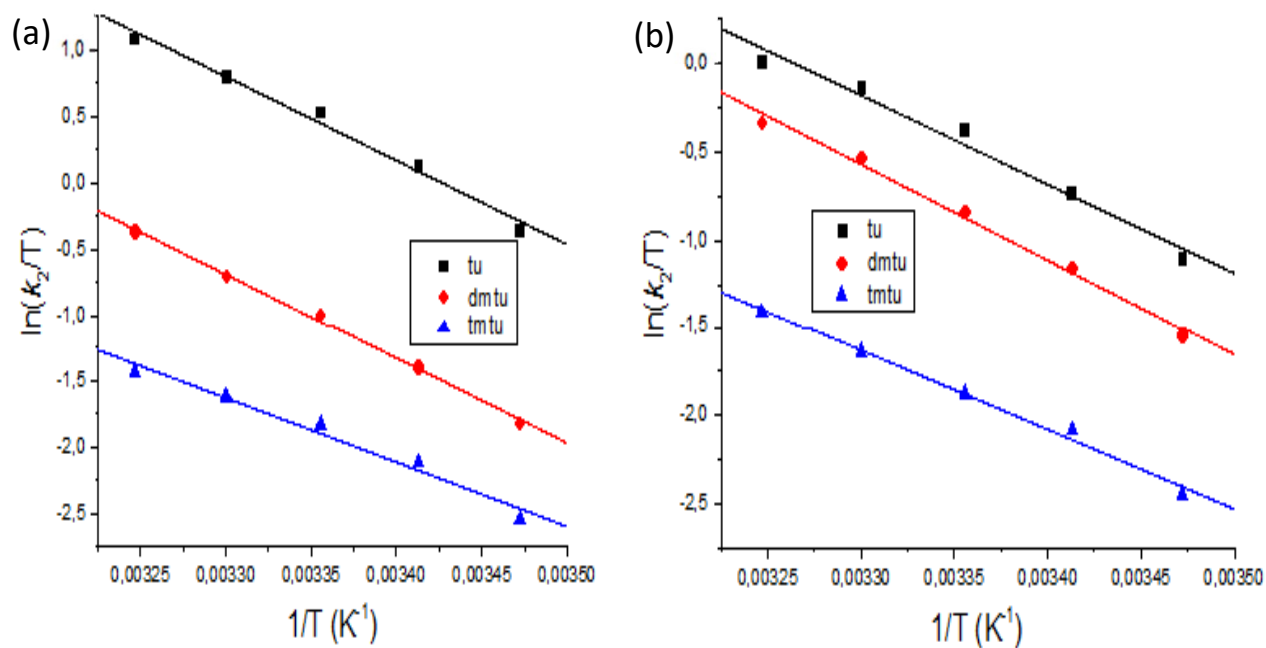 (a)
ln(k2/T)
1,0
0,5
0,0
-0,5
-1,0
-1,5
-2,0
-2,5
tu
dmtu
tmtu
0,00325 0,00330 0,00335 0,00340 0,00345 0,00350
1/T (K-1)
(b)
ln(k2/T)
0,0
-0,5
-1,0
-1,5
-2,0
-2,5
tu
dmtu
tmtu
0,00325 0,00330 0,00335 0,00340 0,00345 0,00350
1/T (K-1)